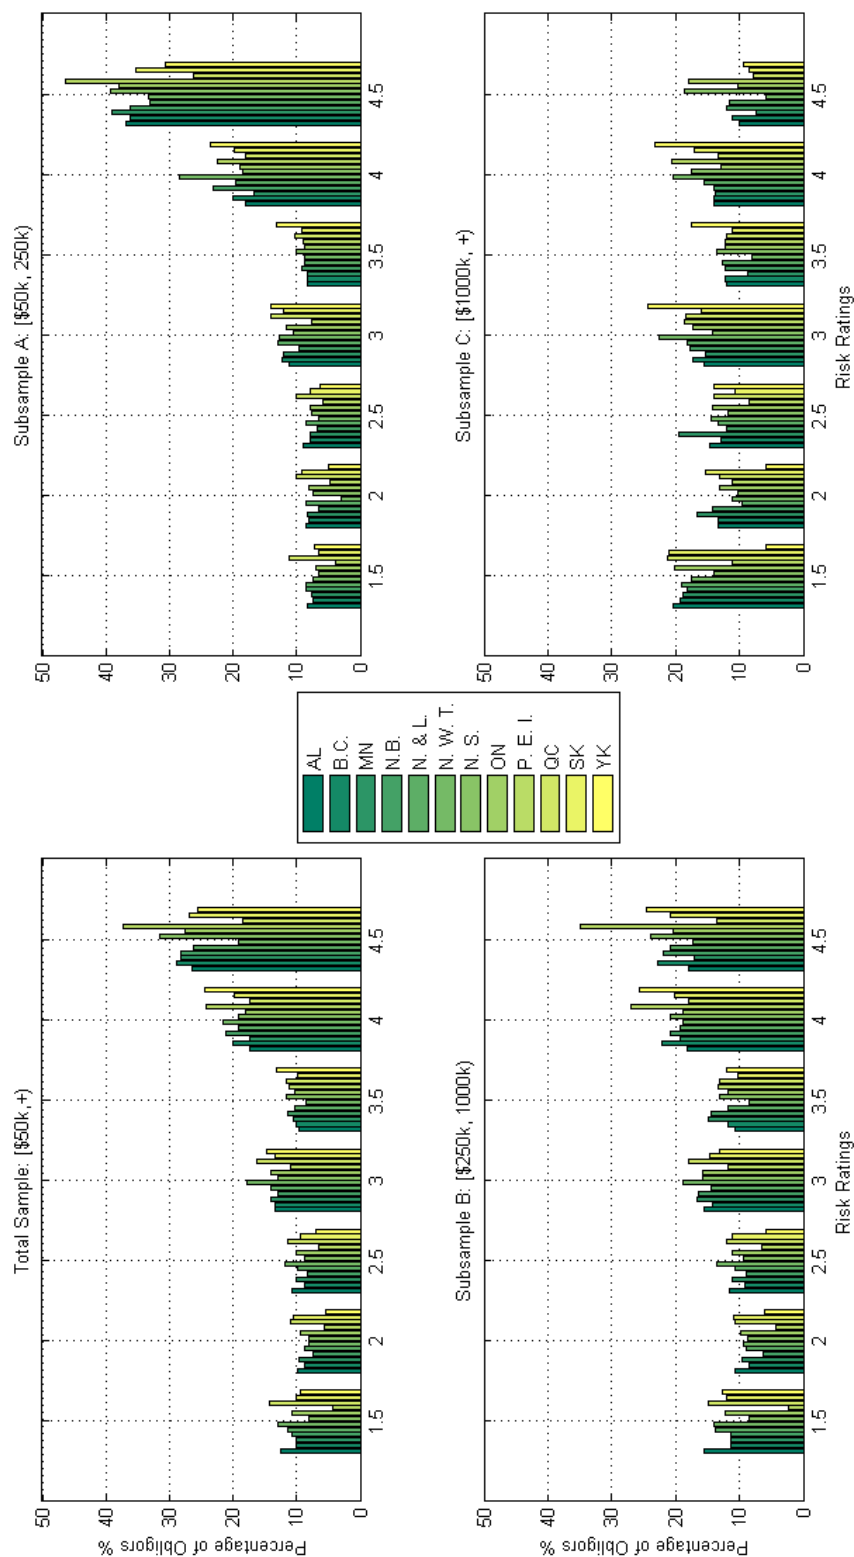 Total Sample: [$50k,+)
Percentage of Obligors %
50
40
30
20
10
0
1.5
2
2.5
3
3.5
4
4.5
Subsample A: [$50k, 250k)
50
40
30
20
10
0
1.5
2
2.5
3
3.5
4
4.5
AL
B.C.
MN
N.B.
N. & L.
N. W. T.
N. S.
ON
P. E. I.
QC
SK
YK
Subsample B: [$250k, 1000k)
Percentage of Obligors %
50
40
30
20
10
0
1.5
2
2.5
3
3.5
4
4.5
Risk Ratings
Subsample C: [$1000k, +)
50
40
30
20
10
0
1.5
2
2.5
3
3.5
4
4.5
Risk Ratings